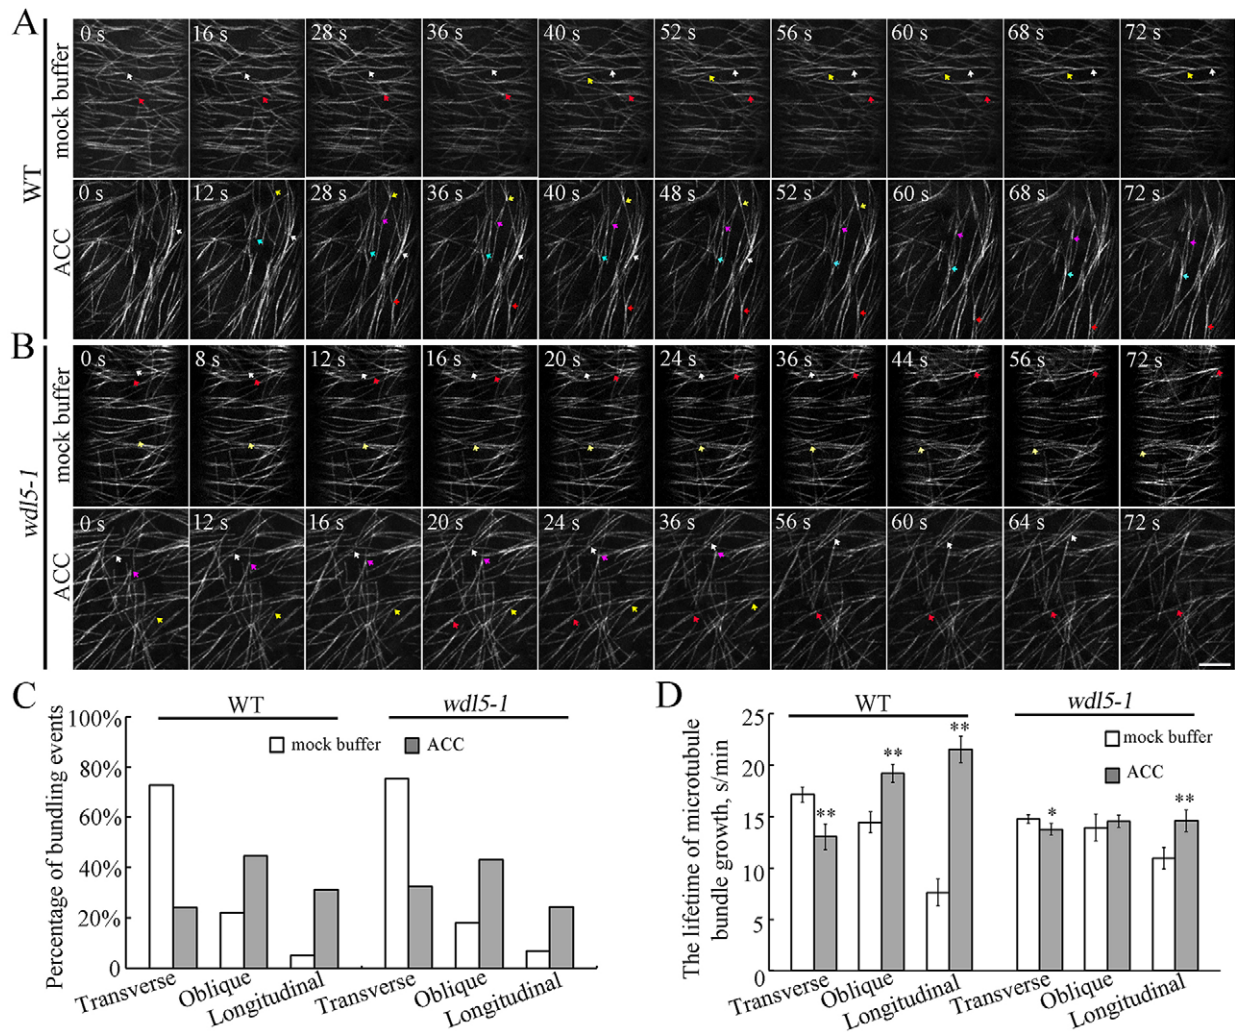 A
WT
mock buffer
0 s 16 s 28 s 36 s 40 s 52 s 56 s 60 s 68 s 72 s
ACC
0 s 12 s 28 s 36 s 40 s 48 s 52 s 60 s 68 s 72 s
B
wdl5-1
mock buffer
0 s 8 s 12 s 16 s 20 s 24 s 36 s 44 s 56 s 72 s
ACC
0 s 12 s 16 s 20 s 24 s 36 s 56 s 60 s 64 s 72 s
C
WT wdl5-1
mock buffer ACC
Percentage of bundling events
100%
80%
60%
40%
20%
0
Transverse Oblique Longitudinal Transverse Oblique Longitudinal
D
WT wdl5-1
mock buffer
ACC
The lifetime of microtubule
bundle growth, s/min
25
20
15
10
5
0
** ** ** * **
Transverse Oblique Longitudinal Transverse Oblique Longitudinal